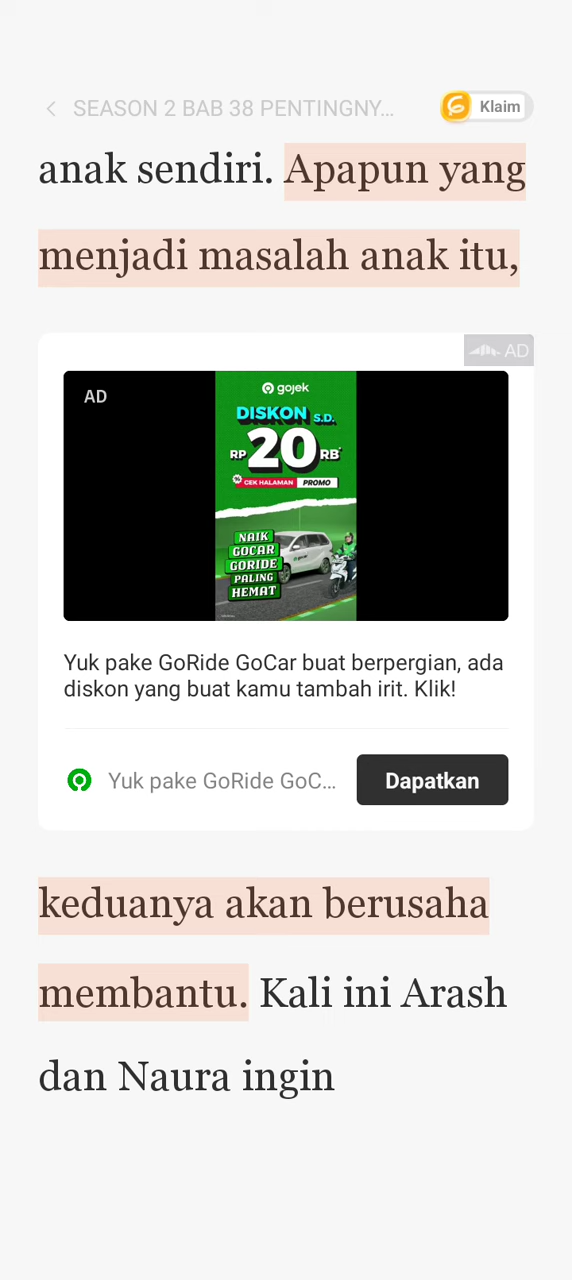 SEASON 2 BAB 38 PENTINGNY...
Klaim
anak sendiri. Apapun yang
menjadi masalah anak itu,
AD
AD
gojek
DISKON S.D.
RP 20 RB*
CEK HALAMAN PROMO
NAIK
GOCAR
GORIDE
PALING
HEMAT
Yuk pake GoRide GoCar buat berpergian, ada
diskon yang buat kamu tambah irit. Klik!
Yuk pake GoRide GoC...
Dapatkan
keduanya akan berusaha
membantu. Kali ini Arash
dan Naura ingin